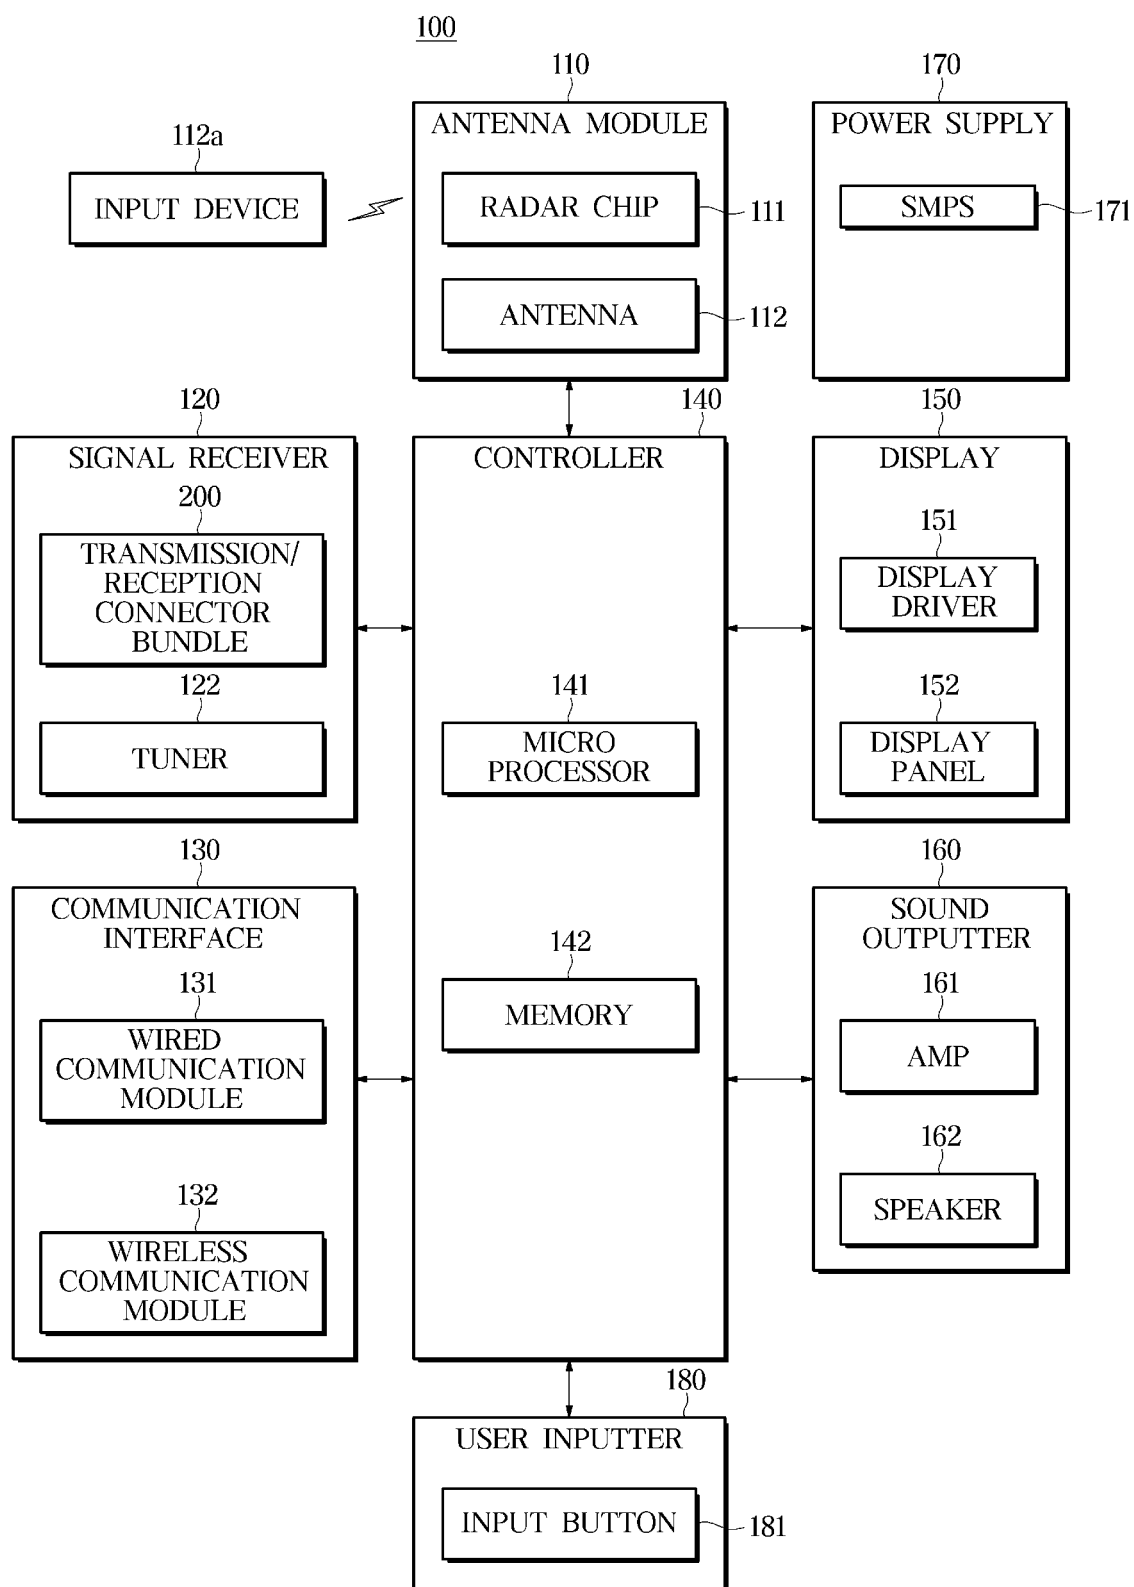 100
110
170
ANTENNA MODULE
POWER SUPPLY
112a
INPUT DEVICE
RADAR CHIP
111
SMPS
171
ANTENNA
112
120
140
150
SIGNAL RECEIVER
CONTROLLER
DISPLAY
200
TRANSMISSION/
RECEPTION
CONNECTOR
BUNDLE
151
DISPLAY
DRIVER
122
TUNER
141
MICRO
PROCESSOR
152
DISPLAY
PANEL
130
COMMUNICATION
INTERFACE
160
SOUND
OUTPUTTER
131
WIRED
COMMUNICATION
MODULE
142
MEMORY
161
AMP
132
WIRELESS
COMMUNICATION
MODULE
162
SPEAKER
180
USER INPUTTER
INPUT BUTTON
181